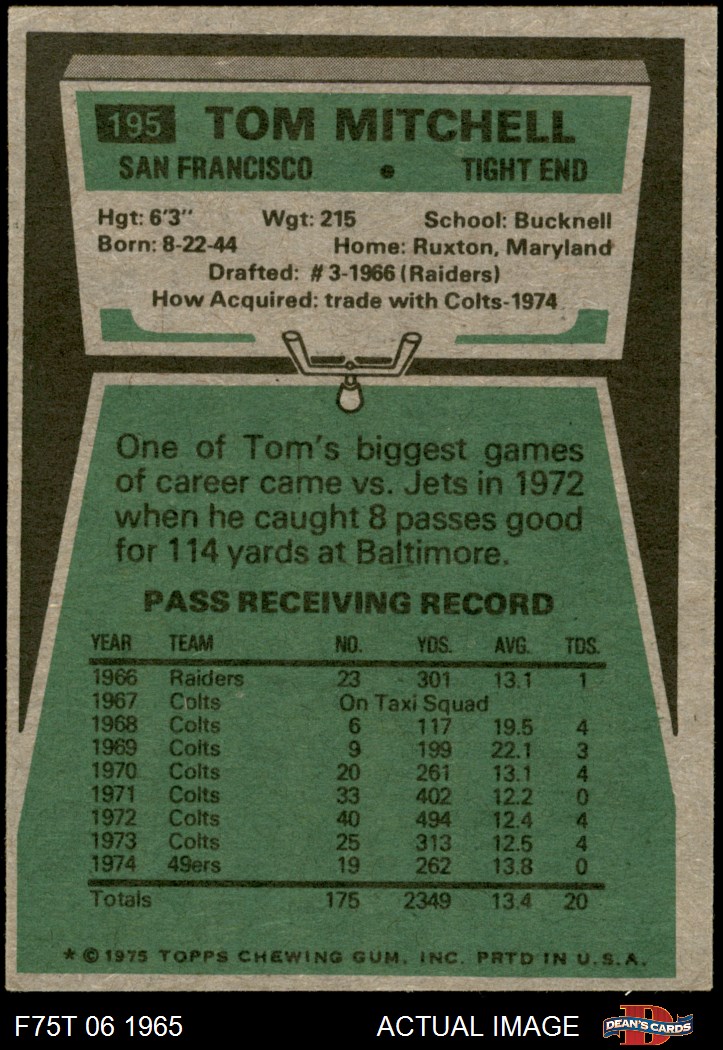 195 TOM MITCHELL
SAN FRANCISCO • TIGHT END
Hgt: 6'3" Wgt: 215 School: Bucknell
Born: 8-22-44 Home: Ruxton, Maryland
Drafted: #3-1966 (Raiders)
How Acquired: trade with Colts-1974
One of Tom's biggest games
of career came vs. Jets in 1972
when he caught 8 passes good
for 114 yards at Baltimore.
PASS RECEIVING RECORD
YEAR TEAM NO. YDS. AVG. TDS.
1966 Raiders 23 301 13.1 1
1967 Colts On Taxi Squad
1968 Colts 6 117 19.5 4
1969 Colts 9 199 22.1 3
1970 Colts 20 261 13.1 4
1971 Colts 33 402 12.2 0
1972 Colts 40 494 12.4 4
1973 Colts 25 313 12.5 4
1974 49ers 19 262 13.8 0
Totals 175 2349 13.4 20
* © 1975 TOPPS CHEWING GUM, INC. PRTD IN U.S.A.
F75T 06 1965 ACTUAL IMAGE D DEAN'S CARDS